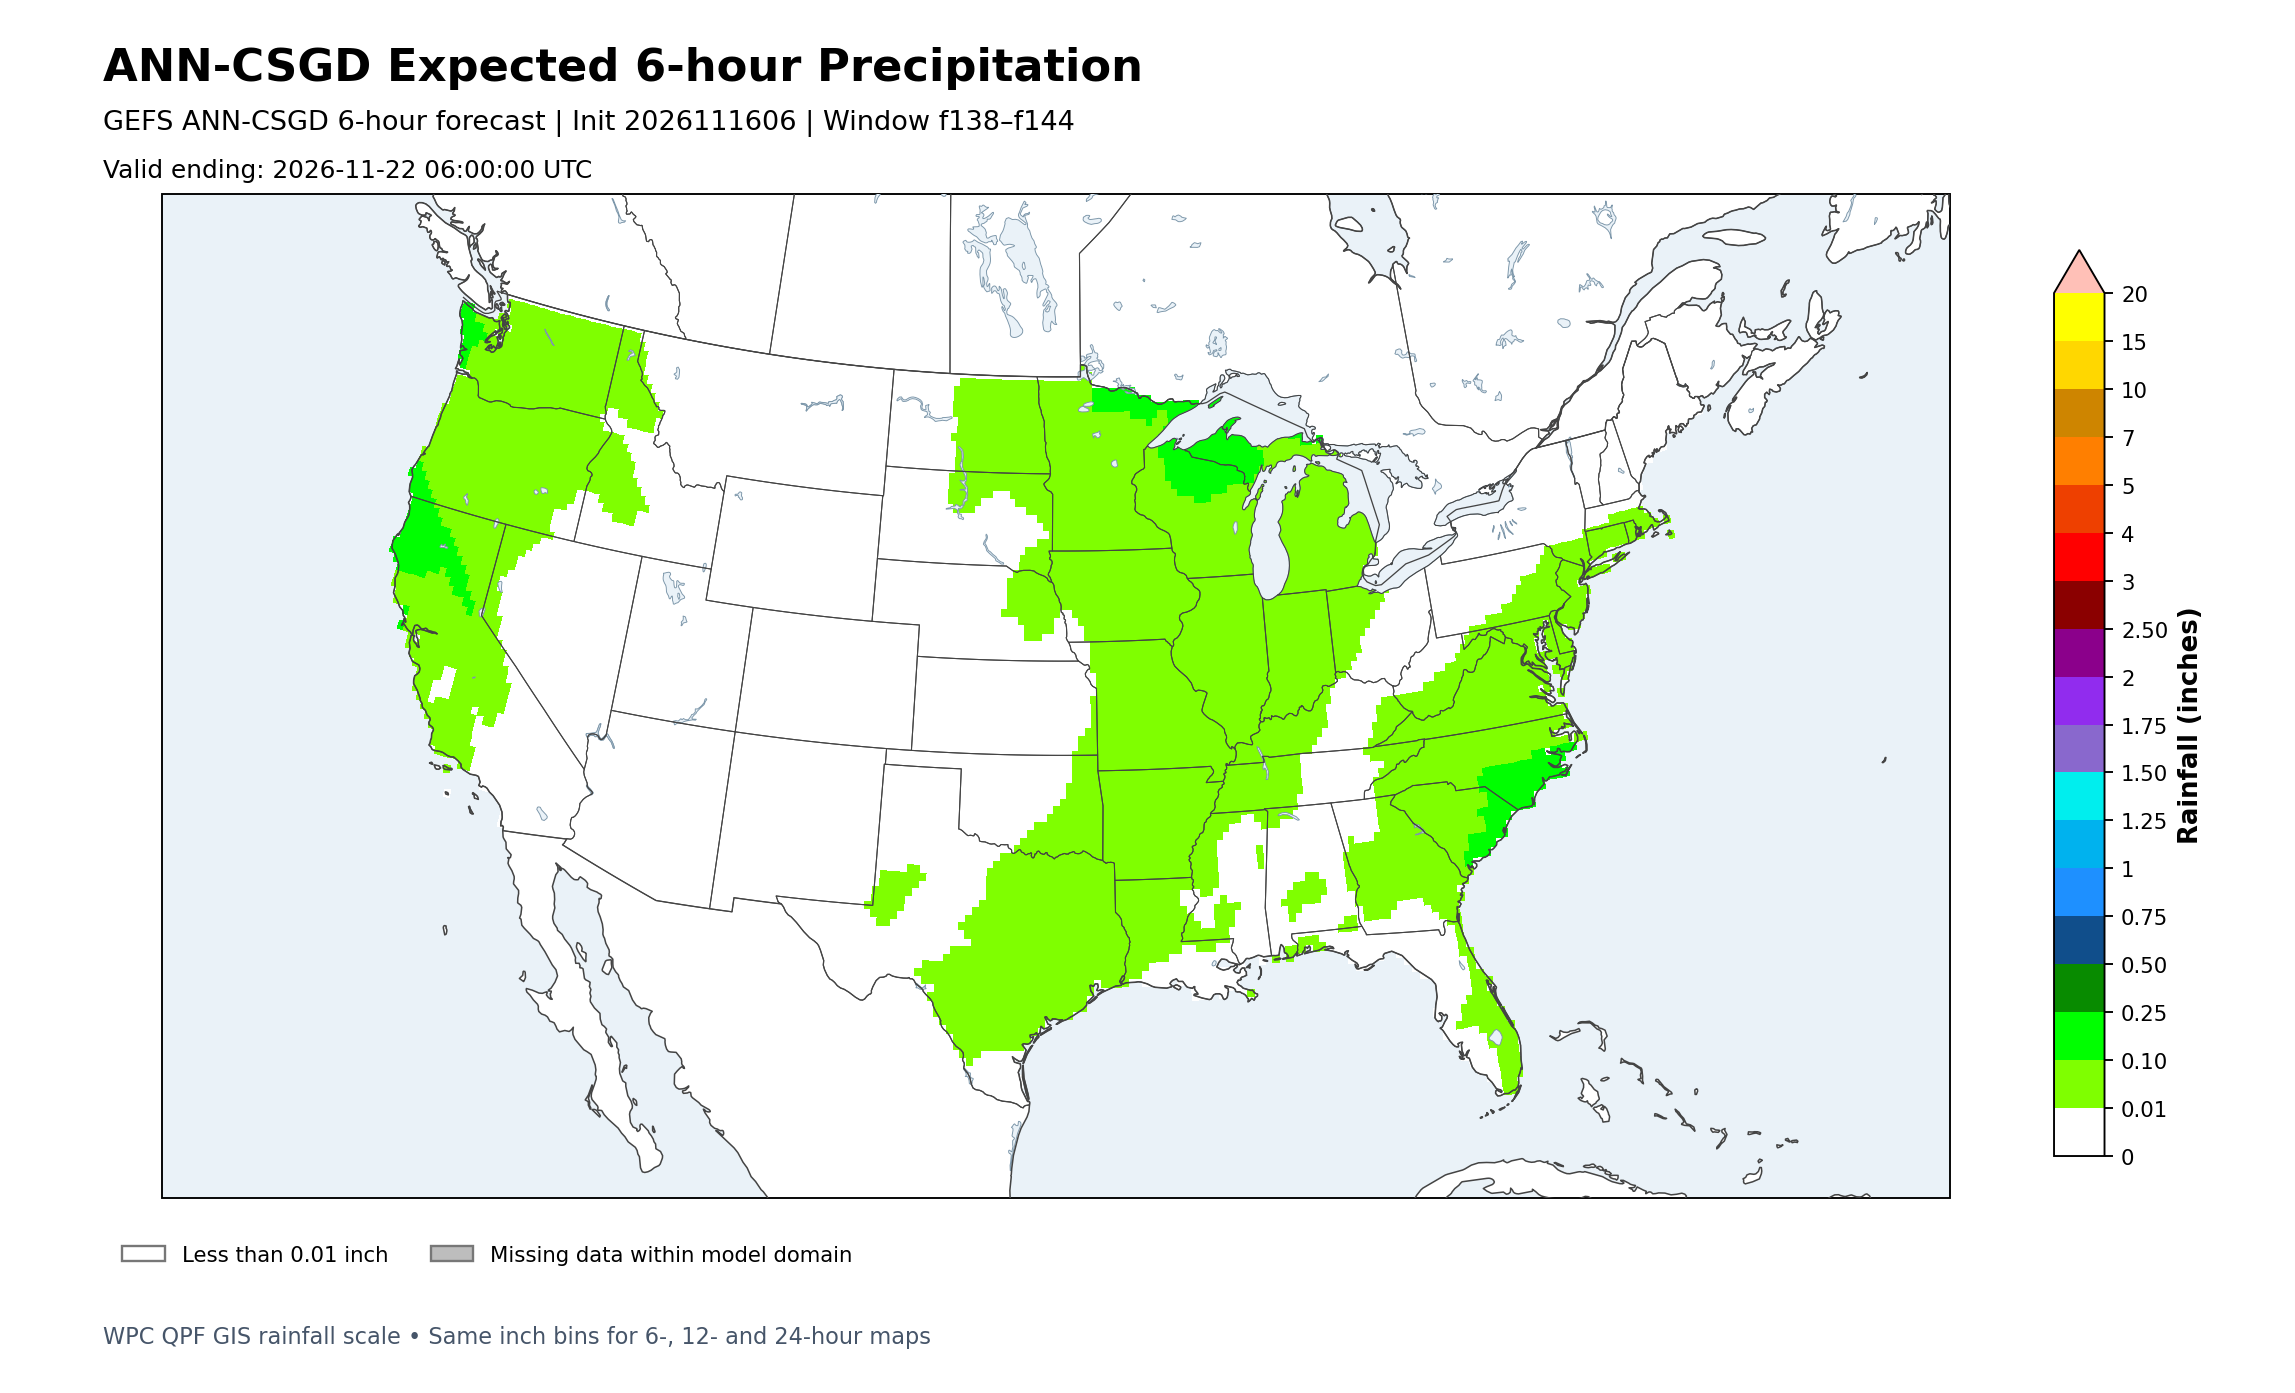 ANN-CSGD Expected 6-hour Precipitation
GEFS ANN-CSGD 6-hour forecast | Init 2026111606 | Window f138–f144
Valid ending: 2026-11-22 06:00:00 UTC
20
15
10
7
5
4
3
2.50
2
1.75
1.50
1.25
1
0.75
0.50
0.25
0.10
0.01
0
Rainfall (inches)
Less than 0.01 inch
Missing data within model domain
WPC QPF GIS rainfall scale • Same inch bins for 6-, 12- and 24-hour maps